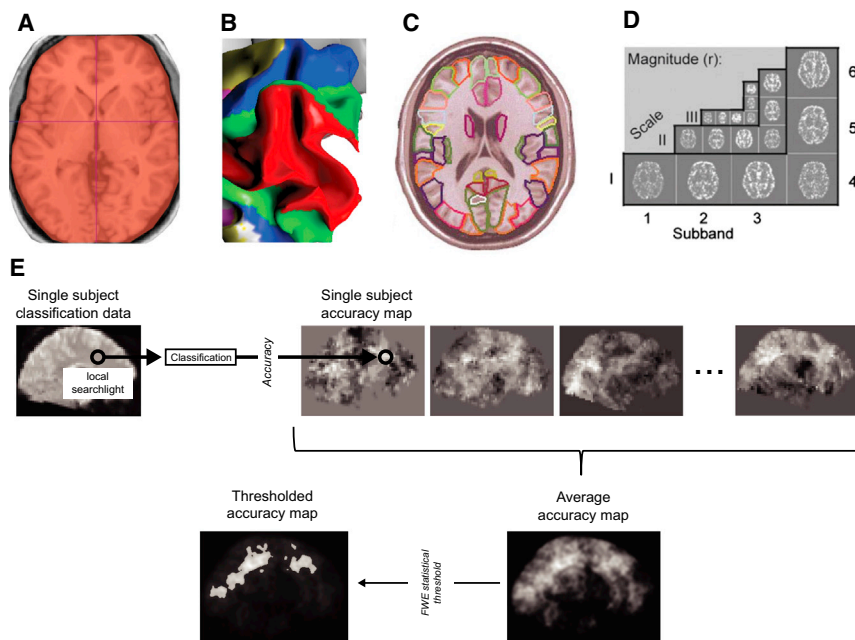 A
B
C
D
Magnitude (r):
Scale
III
II
I
6
5
4
1 2 3
Subband
E
Single subject
classification data
local
searchlight
Classification
Accuracy
Single subject
accuracy map
...
Thresholded
accuracy map
FWE statistical
threshold
Average
accuracy map